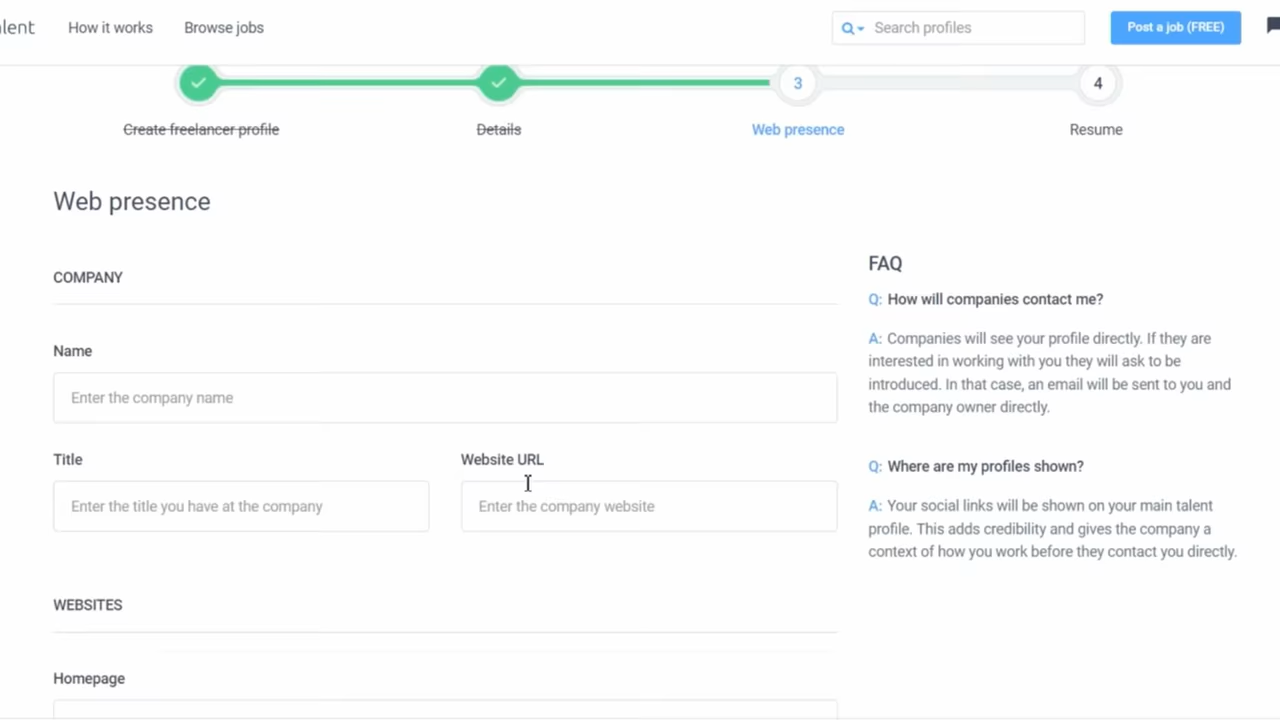 How it works
Browse jobs
Search profiles
Post a job (FREE)
3
4
Create freelancer profile
Details
Web presence
Resume
Web presence
COMPANY
Name
Enter the company name
Title
Website URL
Enter the title you have at the company
Enter the company website
WEBSITES
Homepage
FAQ
Q: How will companies contact me?
A: Companies will see your profile directly. If they are
interested in working with you they will ask to be
introduced. In that case, an email will be sent to you and
the company owner directly.
Q: Where are my profiles shown?
A: Your social links will be shown on your main talent
profile. This adds credibility and gives the company a
context of how you work before they contact you directly.